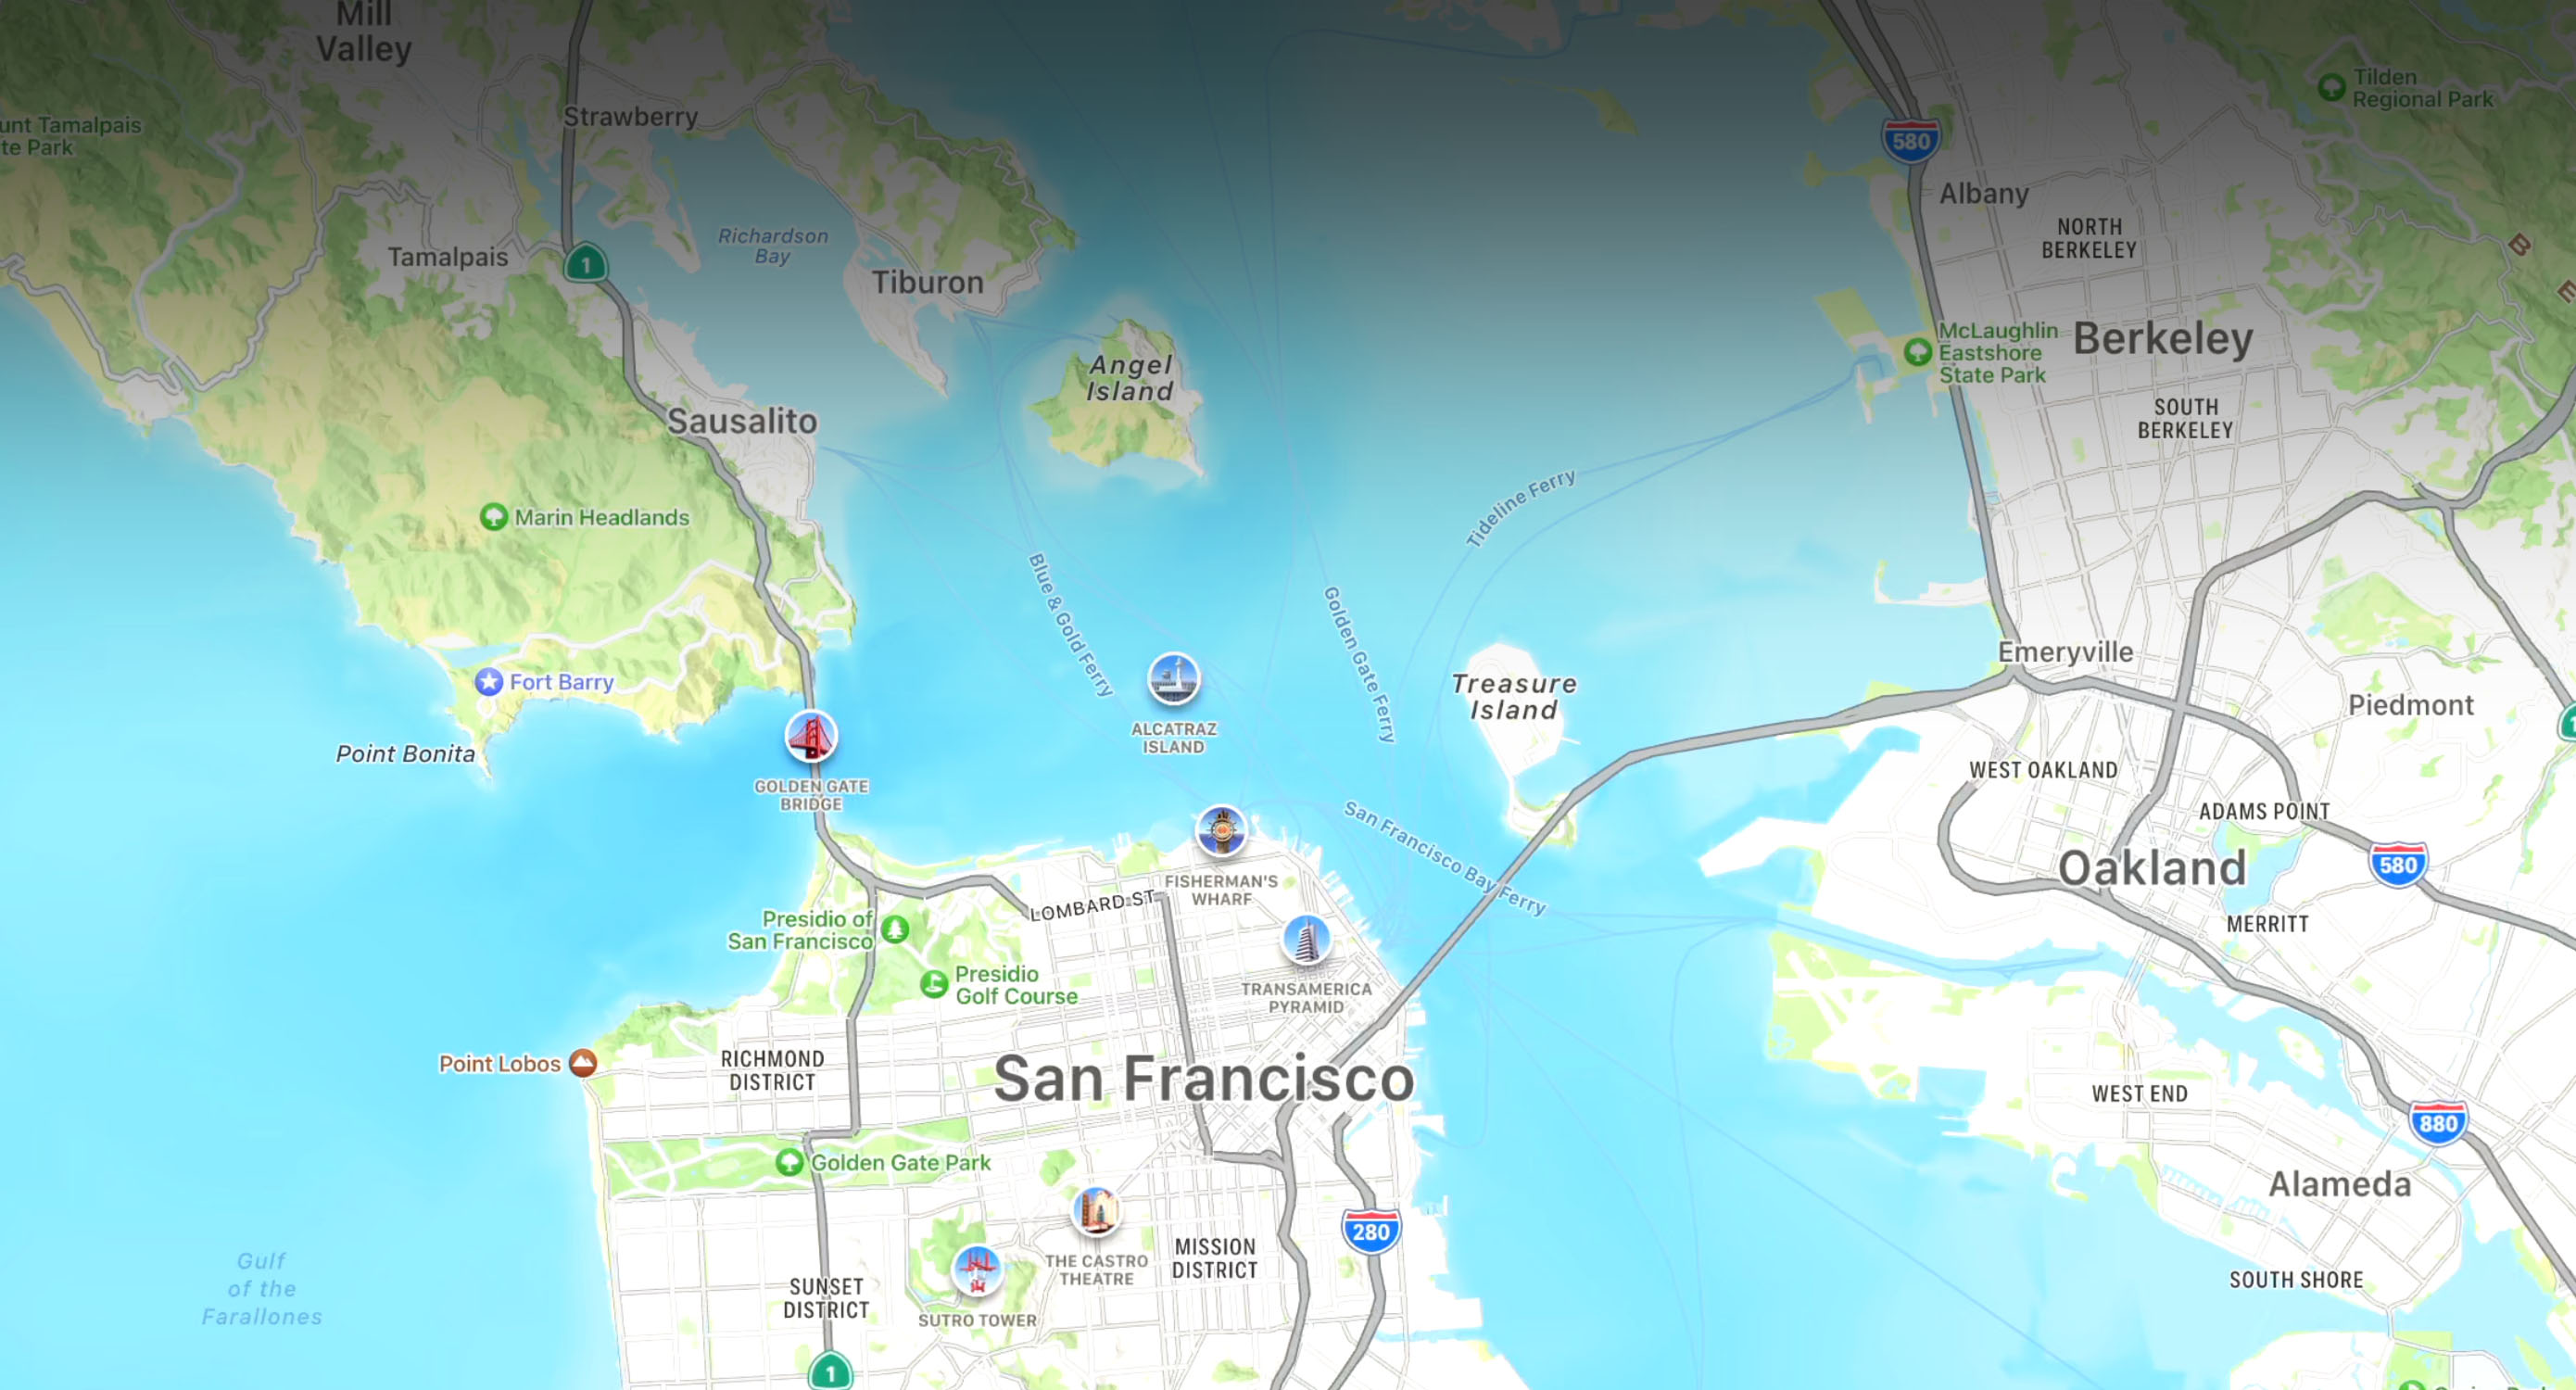 Mill
Valley
Strawberry
unt Tamalpais
te Park
Tilden
Regional Park
580
Albany
NORTH
BERKELEY
B
E
Richardson
Bay
Tamalpais
1
Tiburon
McLaughlin
Eastshore
State Park
Berkeley
Angel
Island
SOUTH
BERKELEY
Sausalito
Marin Headlands
Tideline Ferry
Blue & Gold Ferry
Golden Gate Ferry
Emeryville
Fort Barry
Treasure
Island
Piedmont
1
ALCATRAZ
ISLAND
Point Bonita
GOLDEN GATE
BRIDGE
WEST OAKLAND
ADAMS POINT
San Francisco Bay Ferry
Oakland
580
FISHERMAN'S
WHARF
LOMBARD ST
Presidio of
San Francisco
MERRITT
Presidio
Golf Course
TRANSAMERICA
PYRAMID
Point Lobos
RICHMOND
DISTRICT
San Francisco
WEST END
880
Golden Gate Park
Alameda
280
THE CASTRO
THEATRE
MISSION
DISTRICT
Gulf
of the
Farallones
SUNSET
DISTRICT
SUTRO TOWER
SOUTH SHORE
1